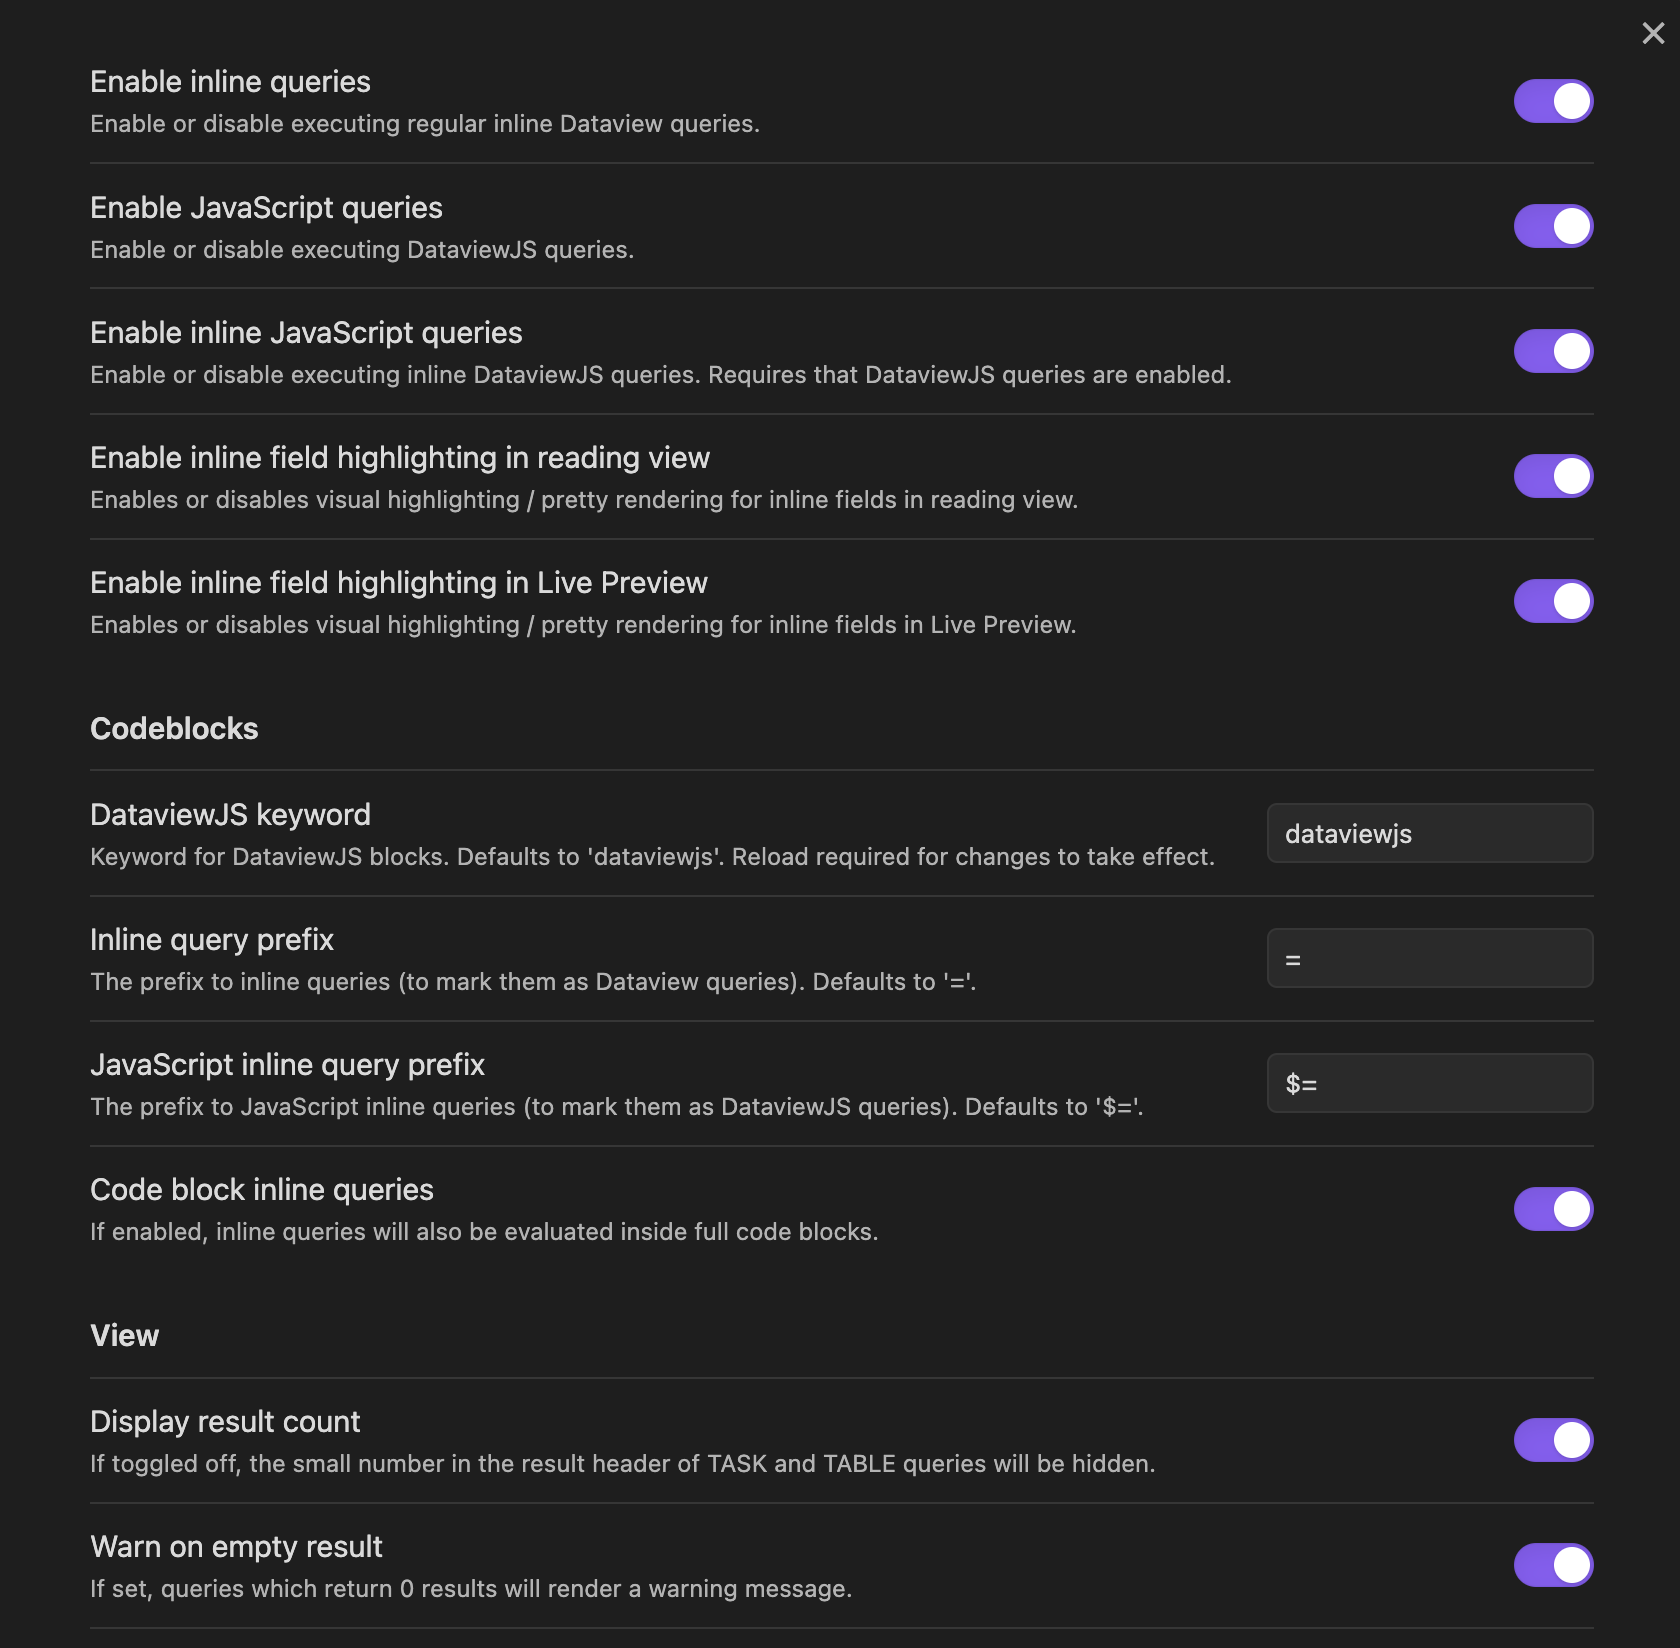 Enable inline queries
Enable or disable executing regular inline Dataview queries.
Enable JavaScript queries
Enable or disable executing DataviewJS queries.
Enable inline JavaScript queries
Enable or disable executing inline DataviewJS queries. Requires that DataviewJS queries are enabled.
Enable inline field highlighting in reading view
Enables or disables visual highlighting / pretty rendering for inline fields in reading view.
Enable inline field highlighting in Live Preview
Enables or disables visual highlighting / pretty rendering for inline fields in Live Preview.
Codeblocks
DataviewJS keyword
Keyword for DataviewJS blocks. Defaults to 'dataviewjs'. Reload required for changes to take effect.
dataviewjs
Inline query prefix
The prefix to inline queries (to mark them as Dataview queries). Defaults to '='.
=
JavaScript inline query prefix
The prefix to JavaScript inline queries (to mark them as DataviewJS queries). Defaults to '$='.
$=
Code block inline queries
If enabled, inline queries will also be evaluated inside full code blocks.
View
Display result count
If toggled off, the small number in the result header of TASK and TABLE queries will be hidden.
Warn on empty result
If set, queries which return 0 results will render a warning message.